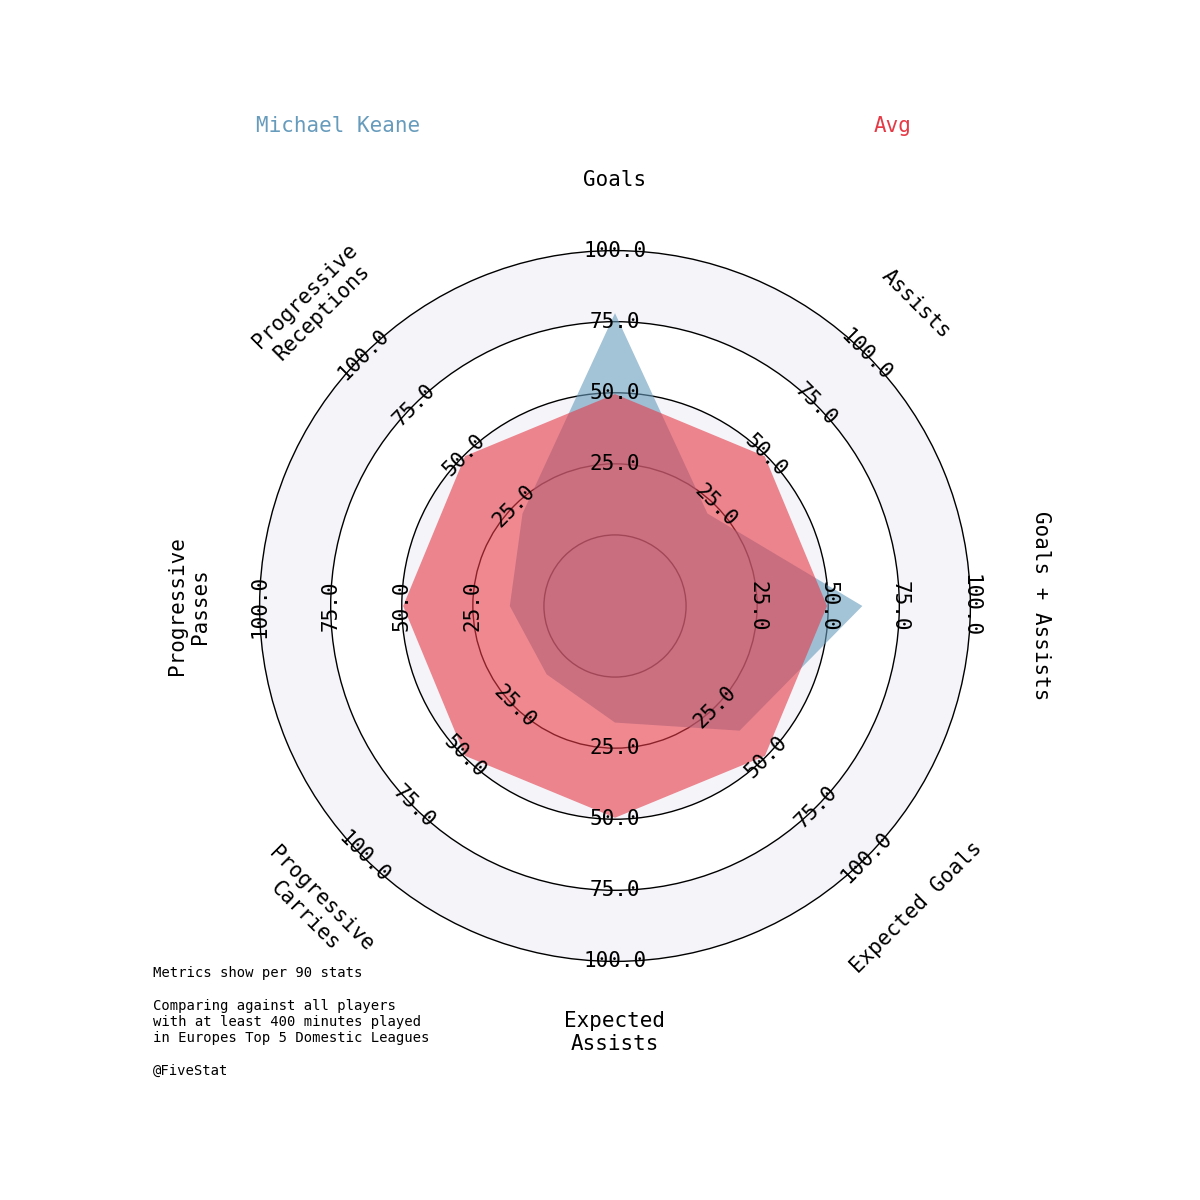 Michael Keane
Avg
Goals
Assists
Goals + Assists
Expected Goals
Expected
Assists
Progressive
Carries
Progressive
Passes
Progressive
Receptions
25.0
50.0
75.0
100.0
25.0
50.0
75.0
100.0
25.0
50.0
75.0
100.0
25.0
50.0
75.0
100.0
25.0
50.0
75.0
100.0
25.0
50.0
75.0
100.0
25.0
50.0
75.0
100.0
25.0
50.0
75.0
100.0
Metrics show per 90 stats
Comparing against all players
with at least 400 minutes played
in Europes Top 5 Domestic Leagues
@FiveStat